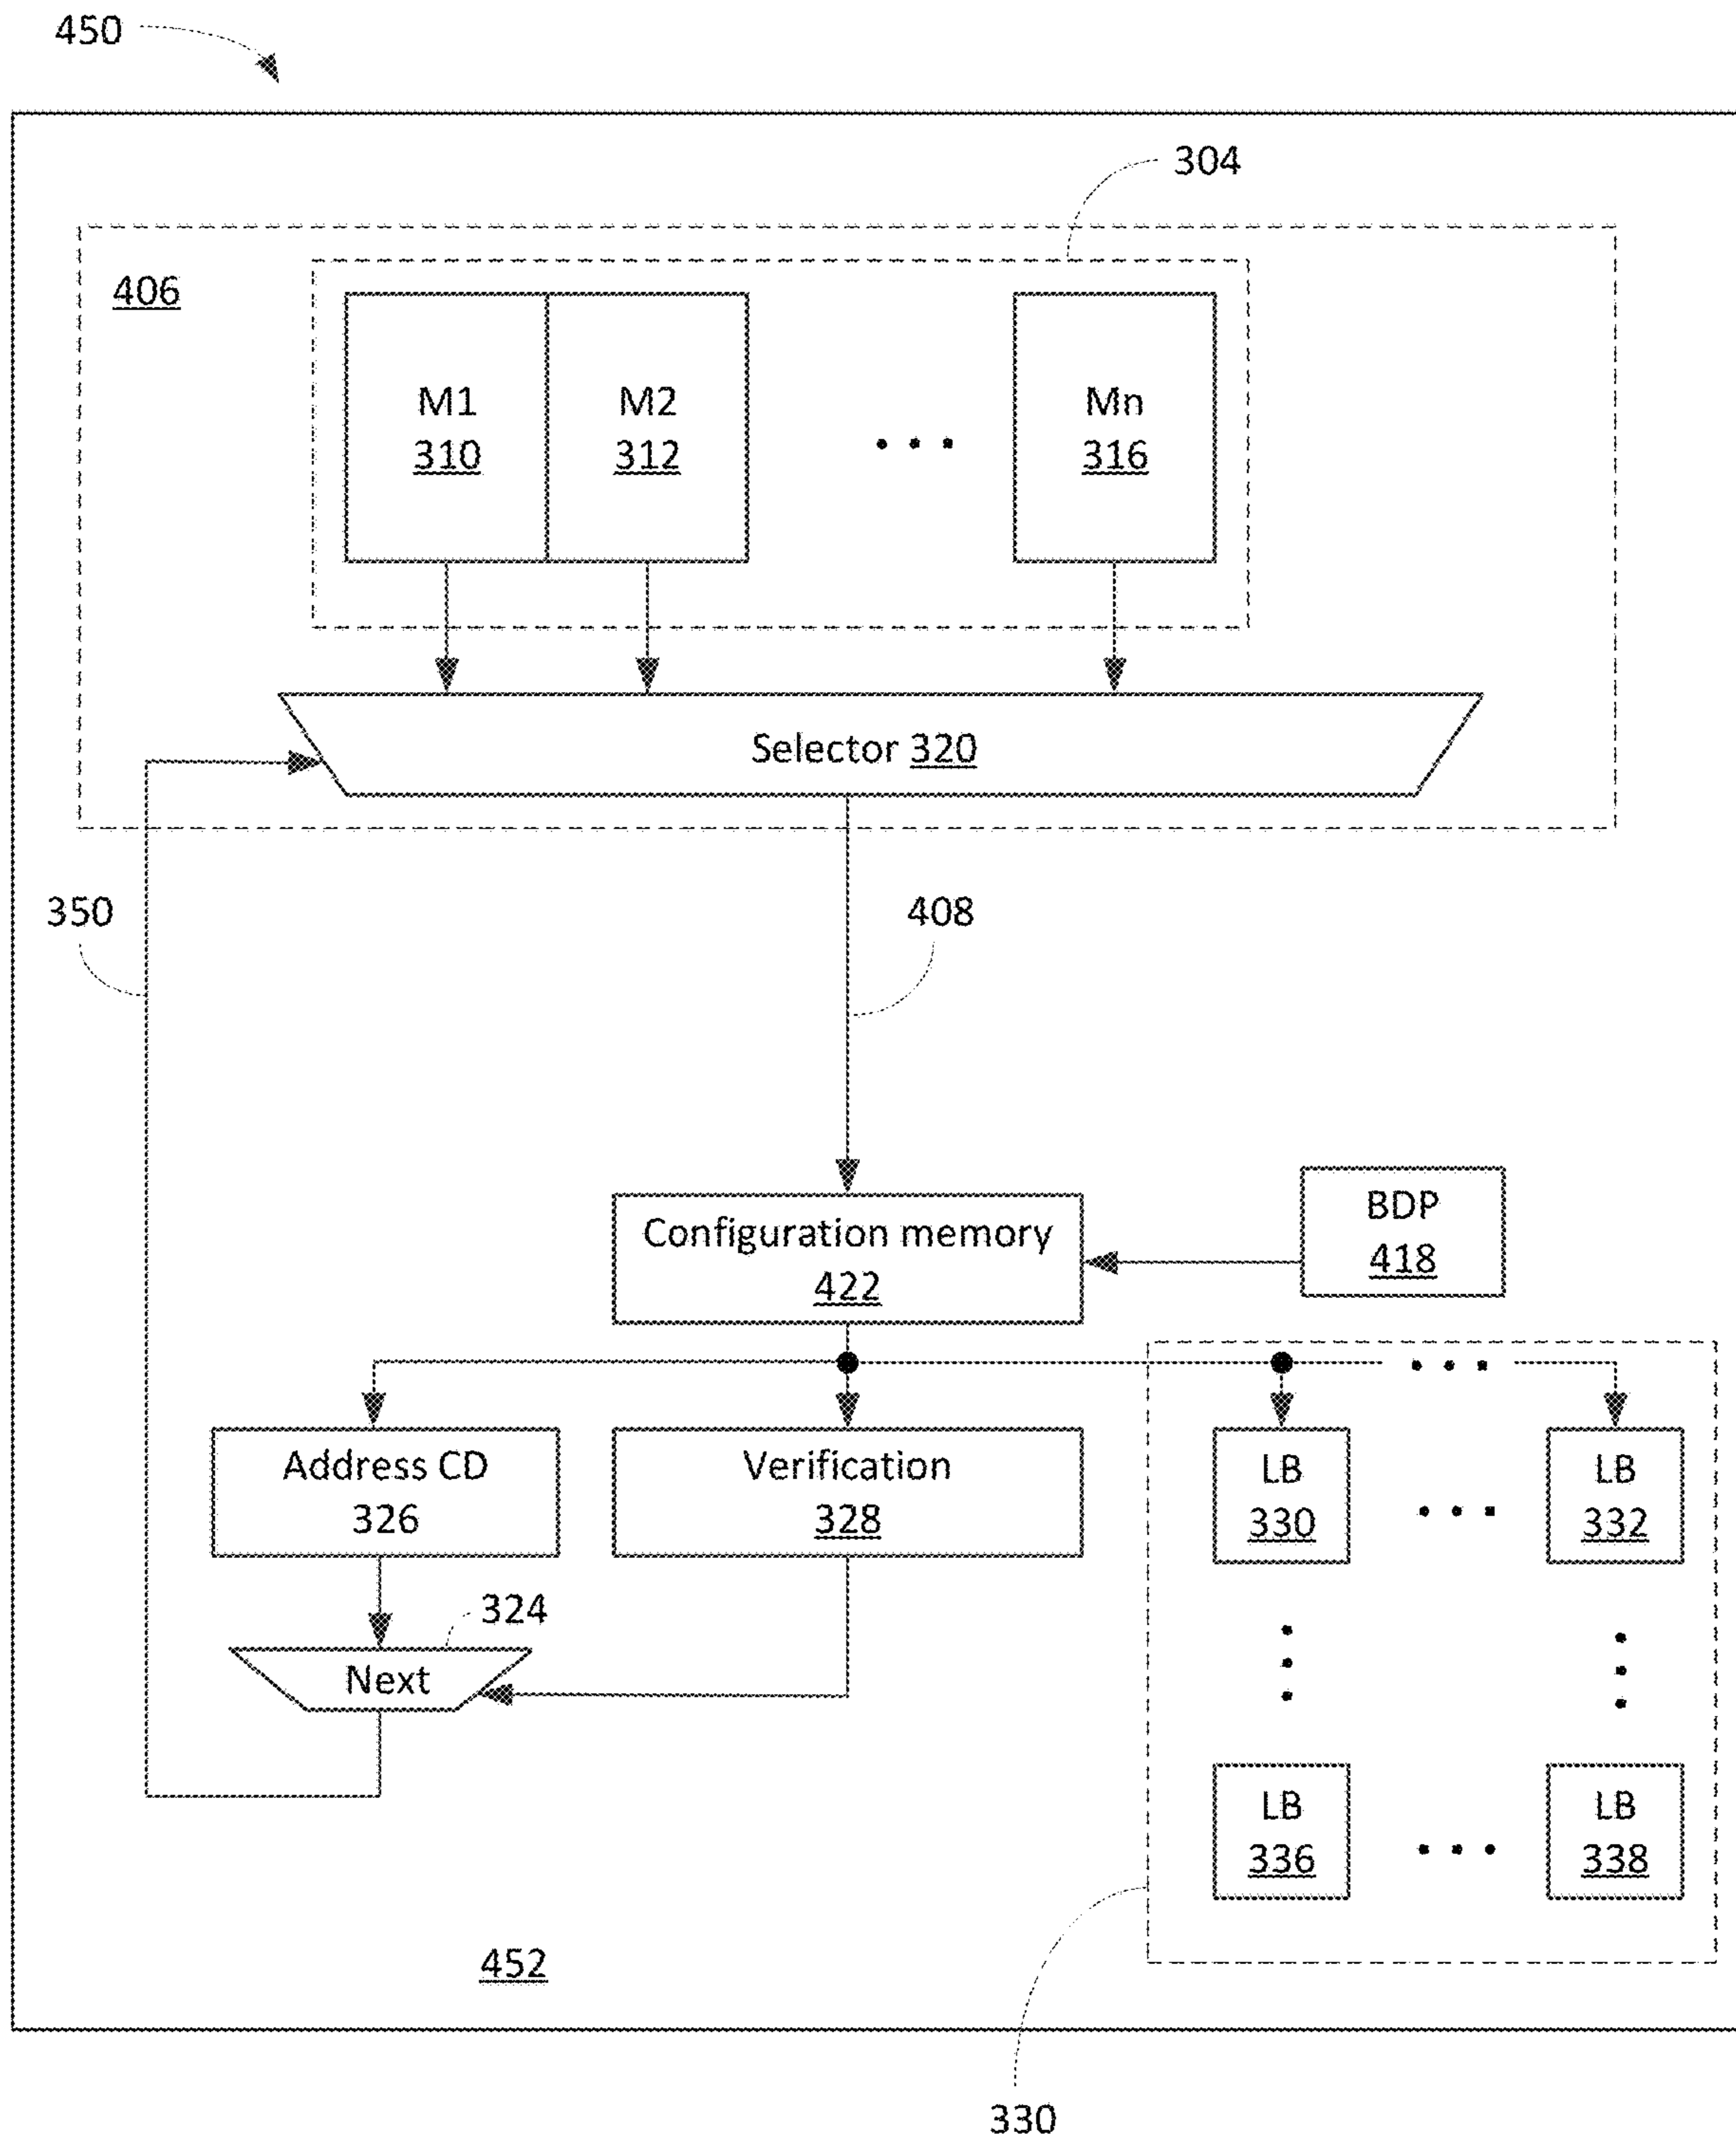 450
304
406
M1
310
M2
312
• • •
Mn
316
Selector 320
350
408
Configuration memory
422
BDP
418
• • •
Address CD
326
Verification
328
LB
330
• • •
LB
332
324
Next
LB
336
• • •
LB
338
452
330